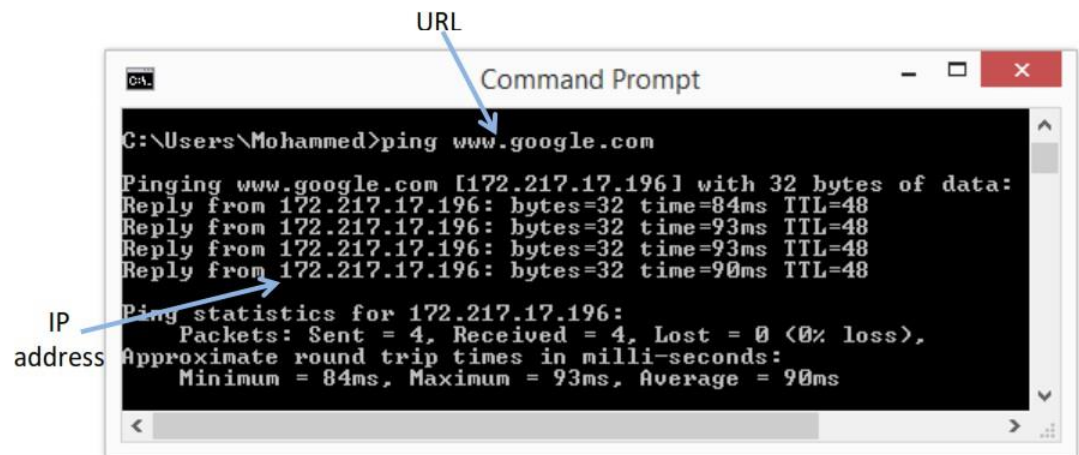 URL
Command Prompt
C:\Users\Mohammed>ping www.google.com
Pinging www.google.com [172.217.17.196] with 32 bytes of data:
Reply from 172.217.17.196: bytes=32 time=84ms TTL=48
Reply from 172.217.17.196: bytes=32 time=93ms TTL=48
Reply from 172.217.17.196: bytes=32 time=93ms TTL=48
Reply from 172.217.17.196: bytes=32 time=90ms TTL=48
Ping statistics for 172.217.17.196:
Packets: Sent = 4, Received = 4, Lost = 0 (0% loss),
Approximate round trip times in milli-seconds:
Minimum = 84ms, Maximum = 93ms, Average = 90ms
IP
address